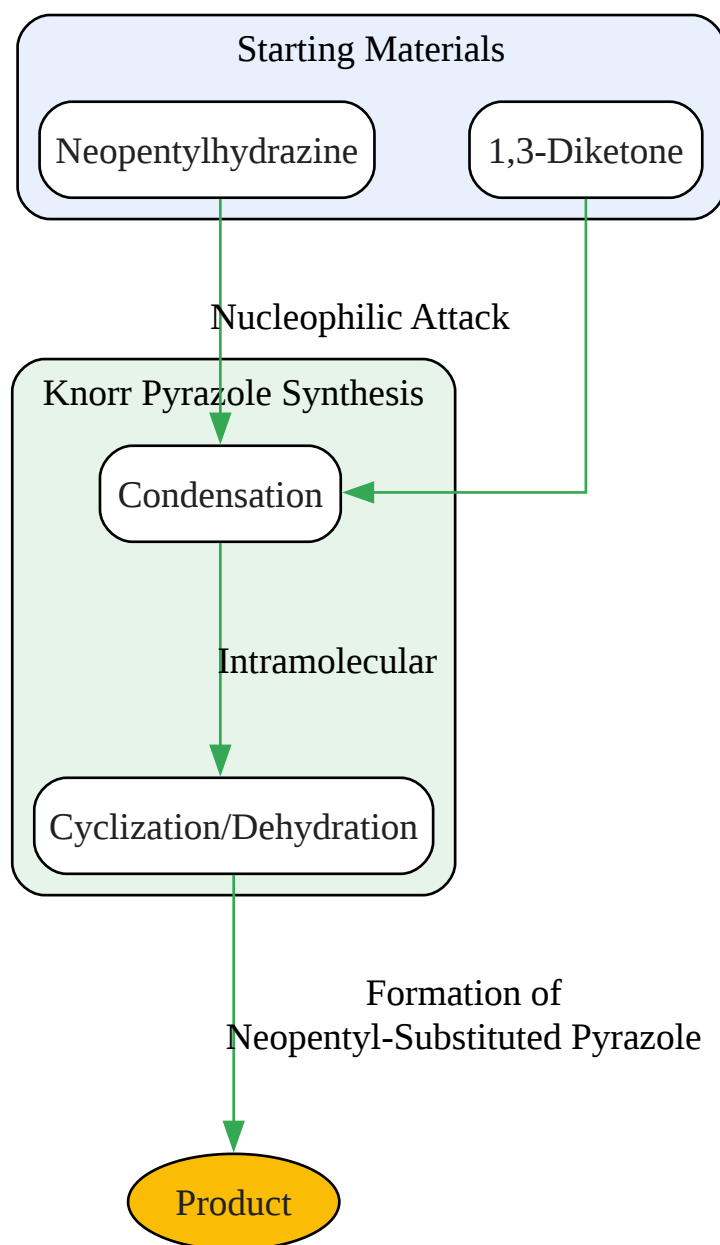 Starting Materials
Neopentylhydrazine
1,3-Diketone
Nucleophilic Attack
Knorr Pyrazole Synthesis
Condensation
Intramolecular
Cyclization/Dehydration
Formation of
Neopentyl-Substituted Pyrazole
Product